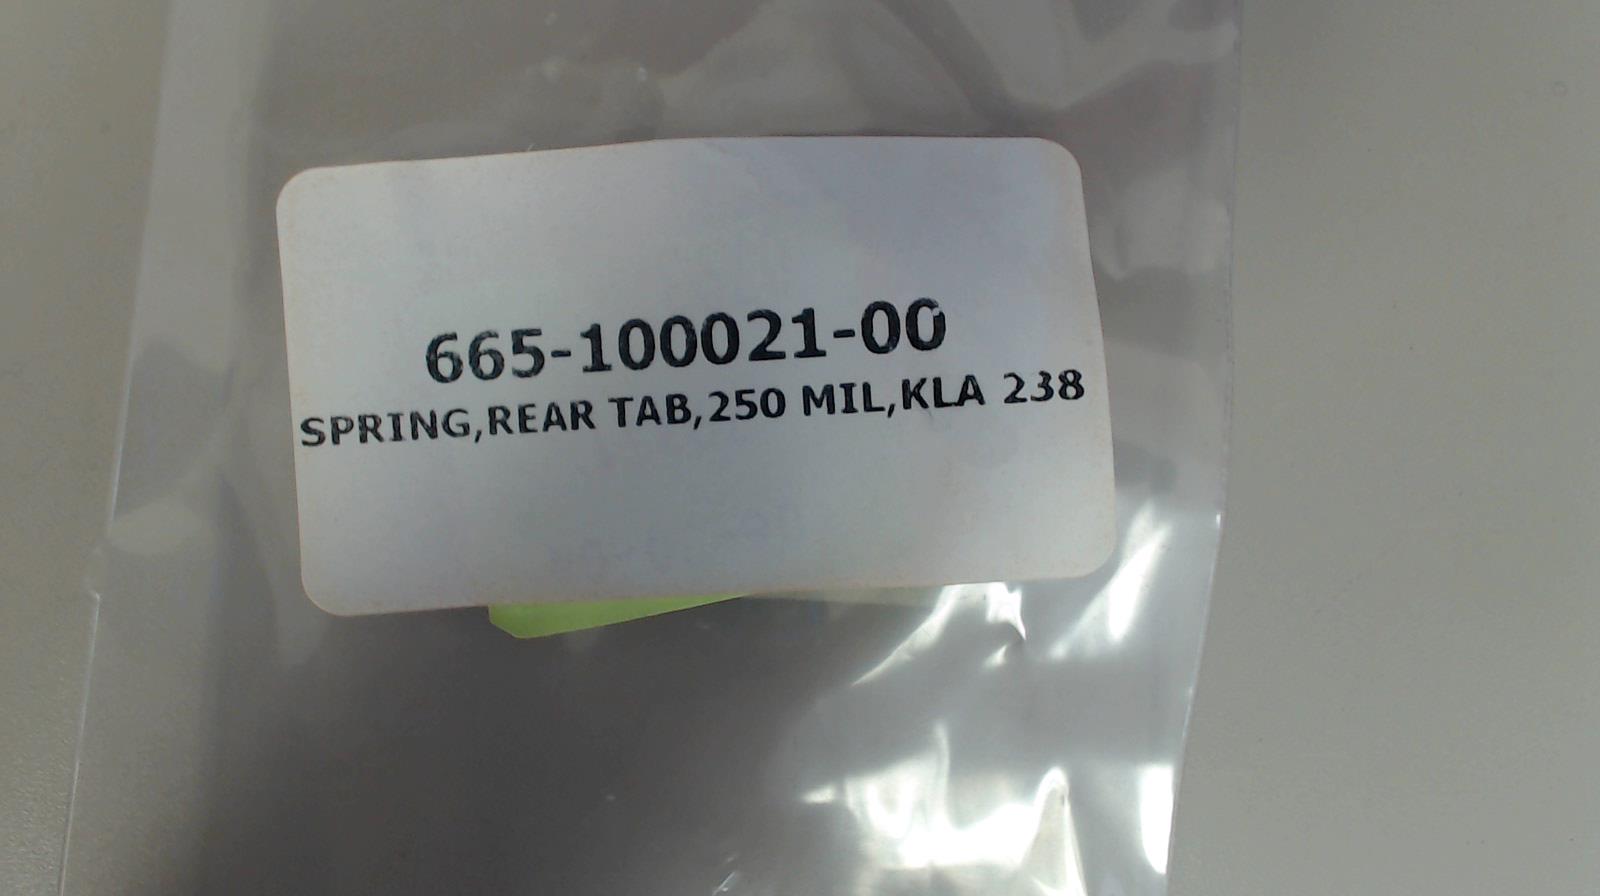 665-100021-00
SPRING,REAR TAB,250 MIL,KLA 238